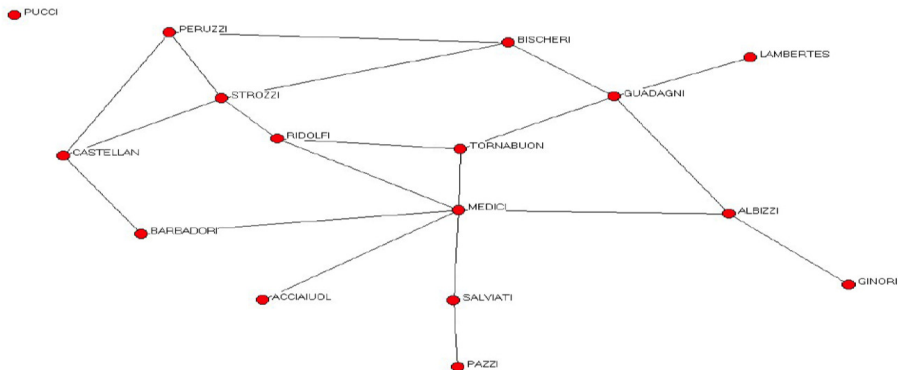 PUCCI
PERUZZI
BISCHERI
LAMBERTES
STROZZI
GUADAGNI
RIDOLFI
TORNABUON
CASTELLAN
MEDICI
ALBIZZI
BARBADORI
GINORI
ACCIAIUOL
SALVIATI
PAZZI